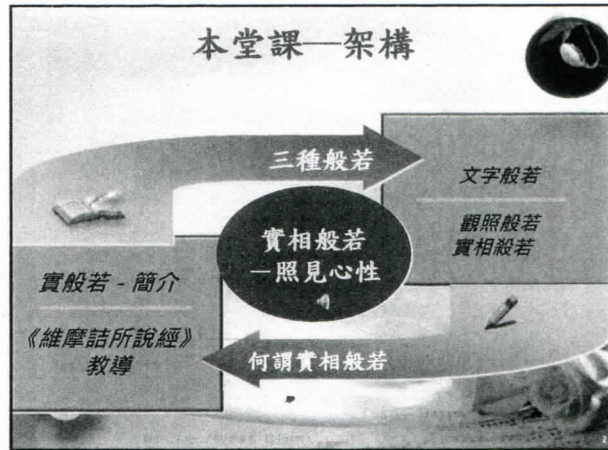 本堂課—架構
三種般若
文字般若
觀照般若
實相殺若
實相般若
—照見心性
實般若 - 簡介
《維摩詰所說經》
教導
何謂實相般若
2